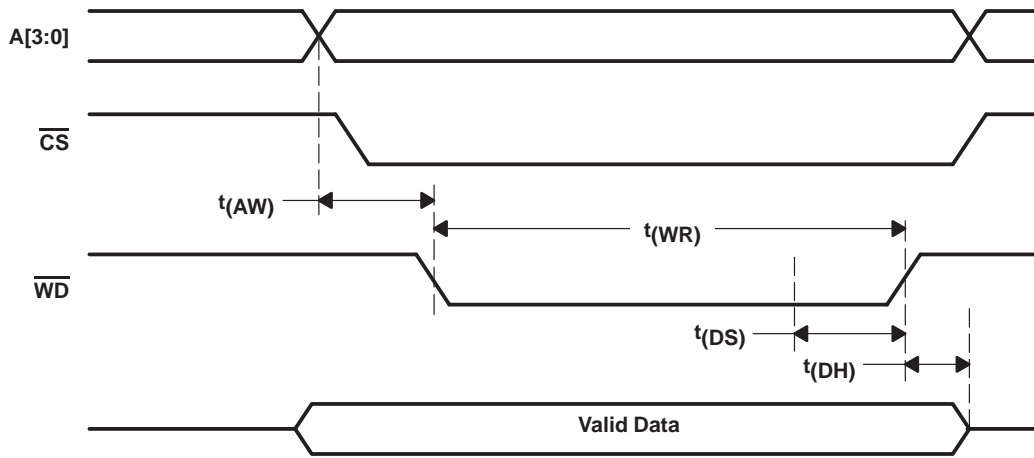 A[3:0]
CS
t(AW)
t(WR)
WD
t(DS)
t(DH)
Valid Data